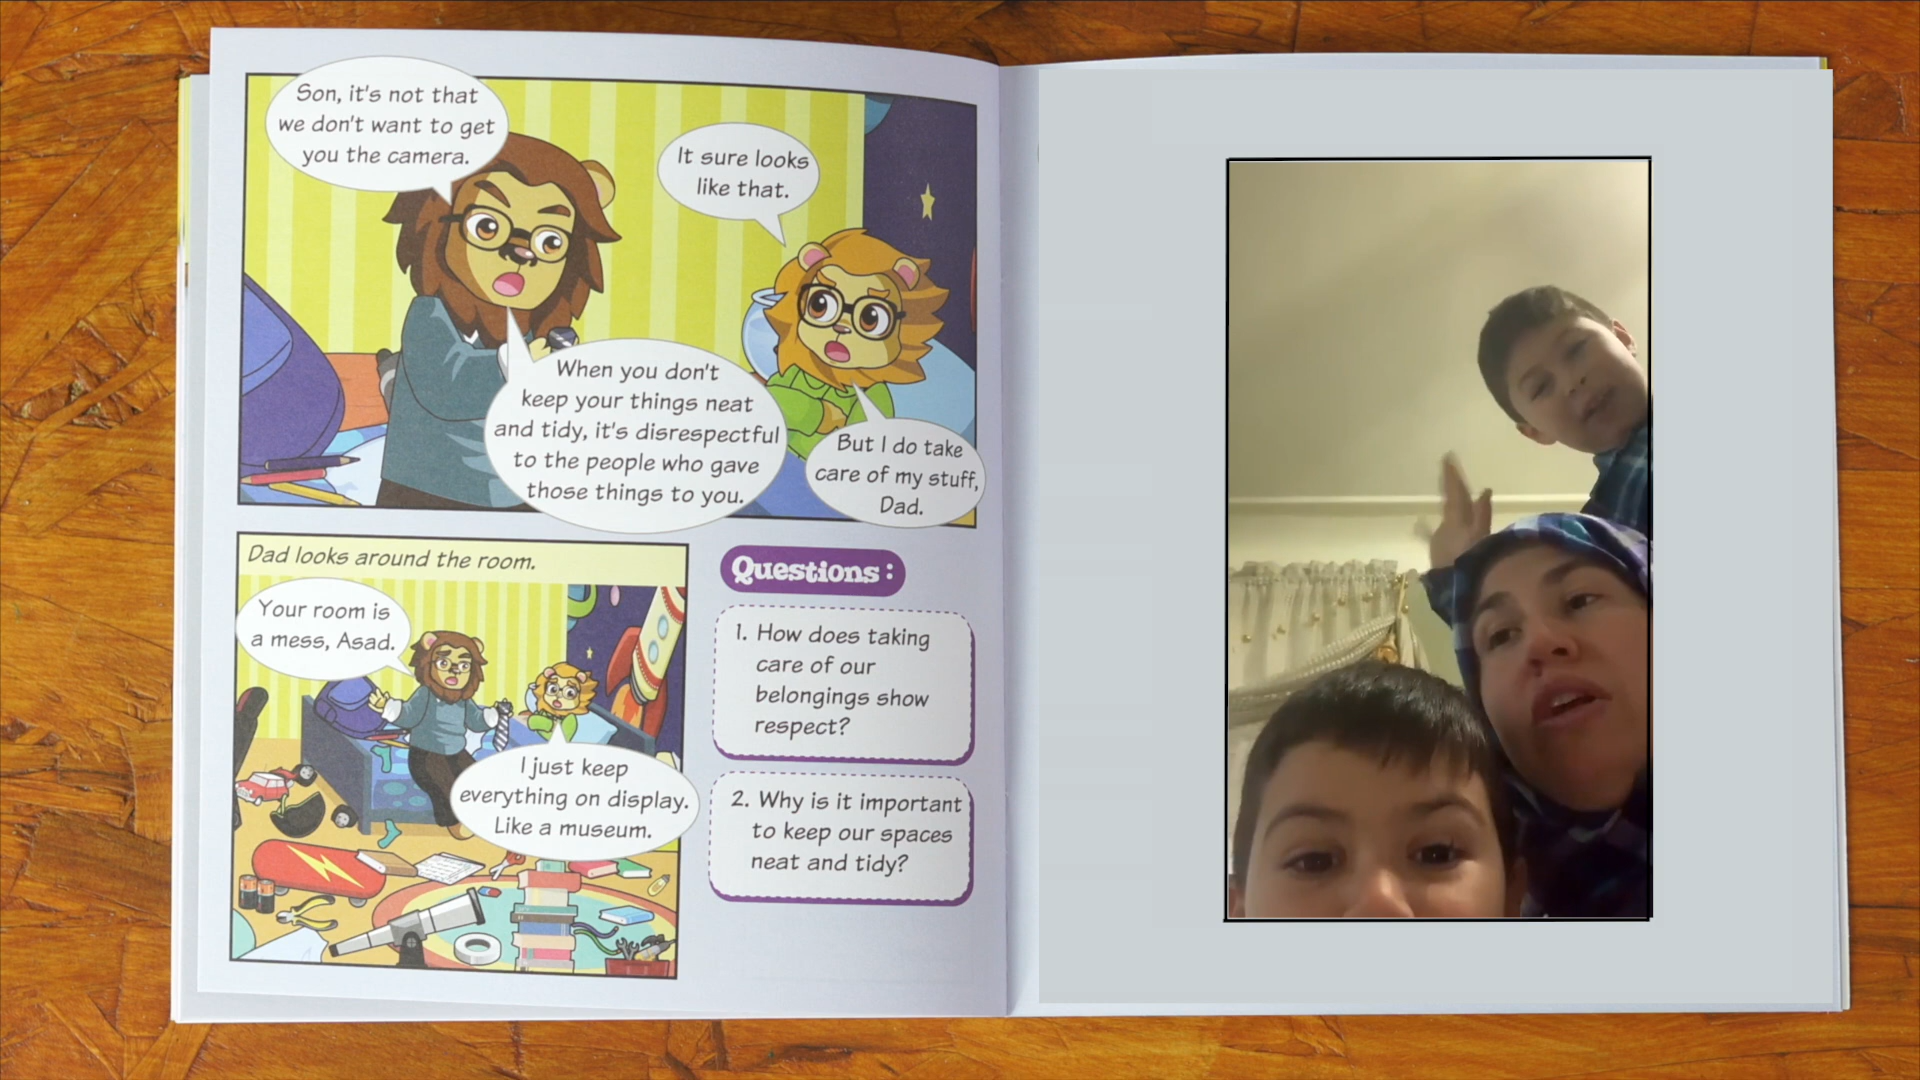 Son, it's not that
we don't want to get
you the camera.
It sure looks
like that.
When you don't
keep your things neat
and tidy, it's disrespectful
to the people who gave
those things to you.
But I do take
care of my stuff,
Dad.
Dad looks around the room.
Your room is
a mess, Asad.
I just keep
everything on display.
Like a museum.
Questions:
1. How does taking
care of our
belongings show
respect?
2. Why is it important
to keep our spaces
neat and tidy?